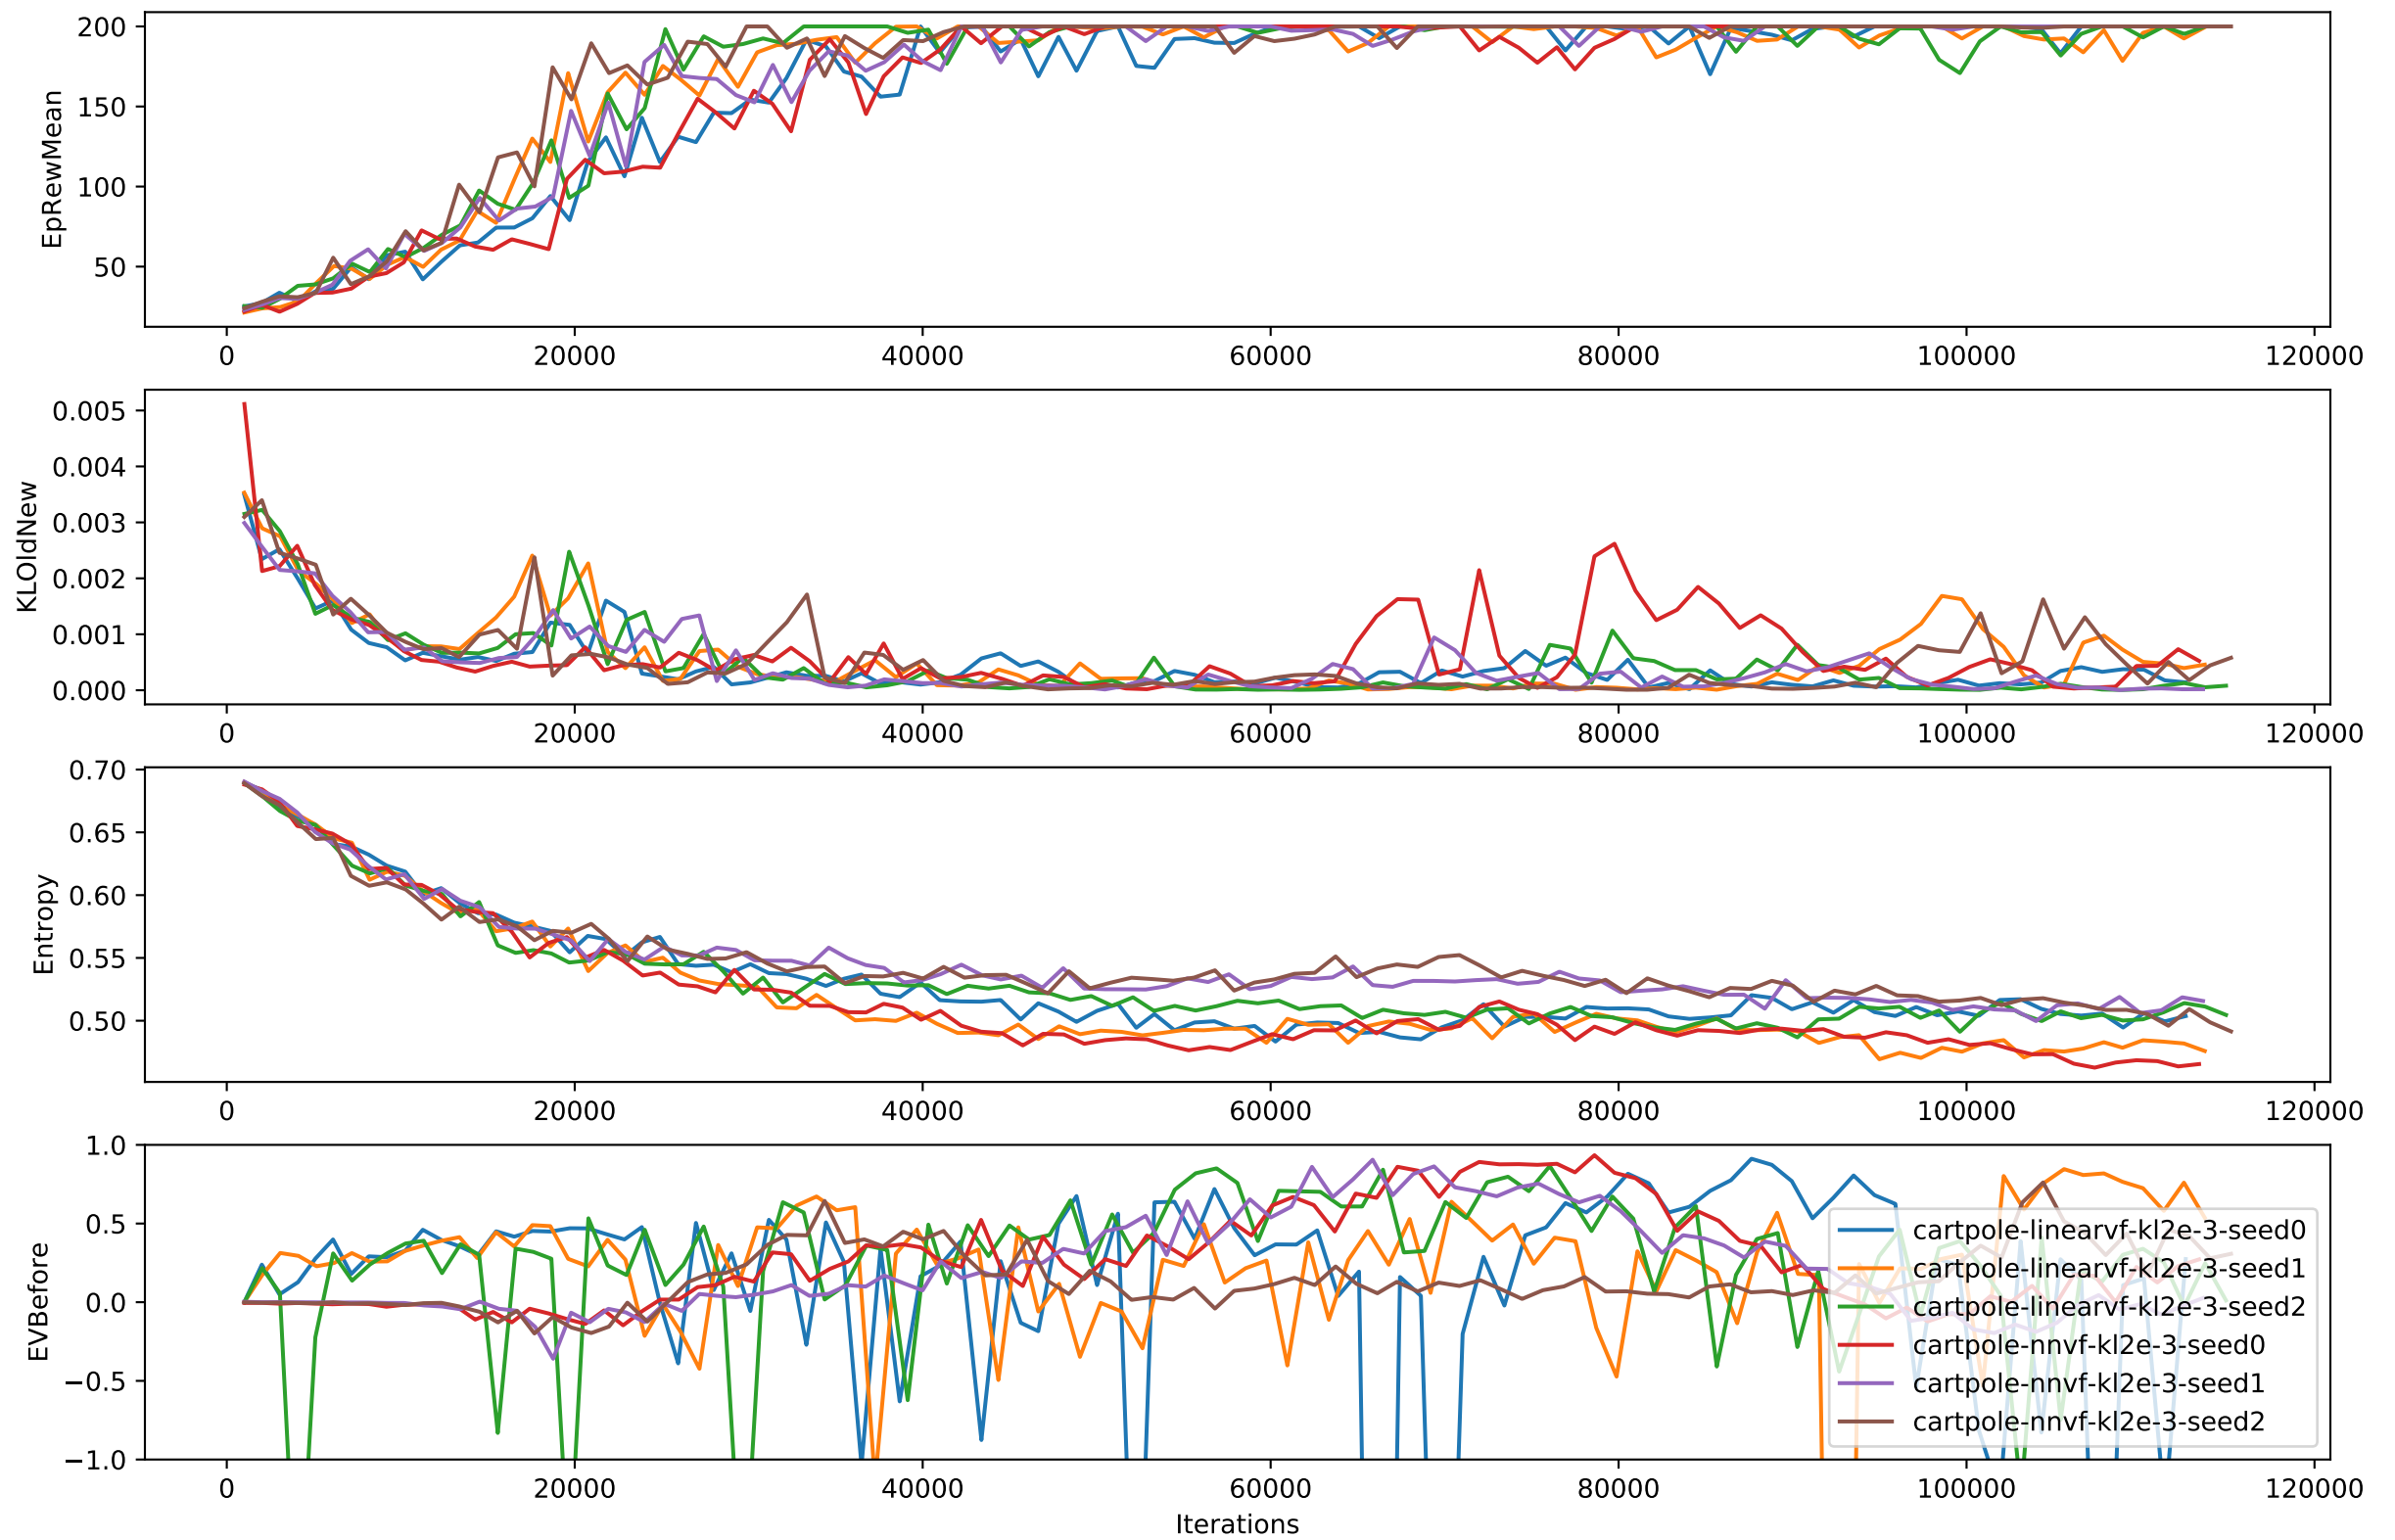 EpRewMean
200
150
100
50
0 20000 40000 60000 80000 100000 120000
KLOldNew
0.005
0.004
0.003
0.002
0.001
0.000
0 20000 40000 60000 80000 100000 120000
Entropy
0.70
0.65
0.60
0.55
0.50
0 20000 40000 60000 80000 100000 120000
EVBefore
1.0
0.5
0.0
−0.5
−1.0
cartpole-linearvf-kl2e-3-seed0
cartpole-linearvf-kl2e-3-seed1
cartpole-linearvf-kl2e-3-seed2
cartpole-nnvf-kl2e-3-seed0
cartpole-nnvf-kl2e-3-seed1
cartpole-nnvf-kl2e-3-seed2
0 20000 40000 60000 80000 100000 120000
Iterations